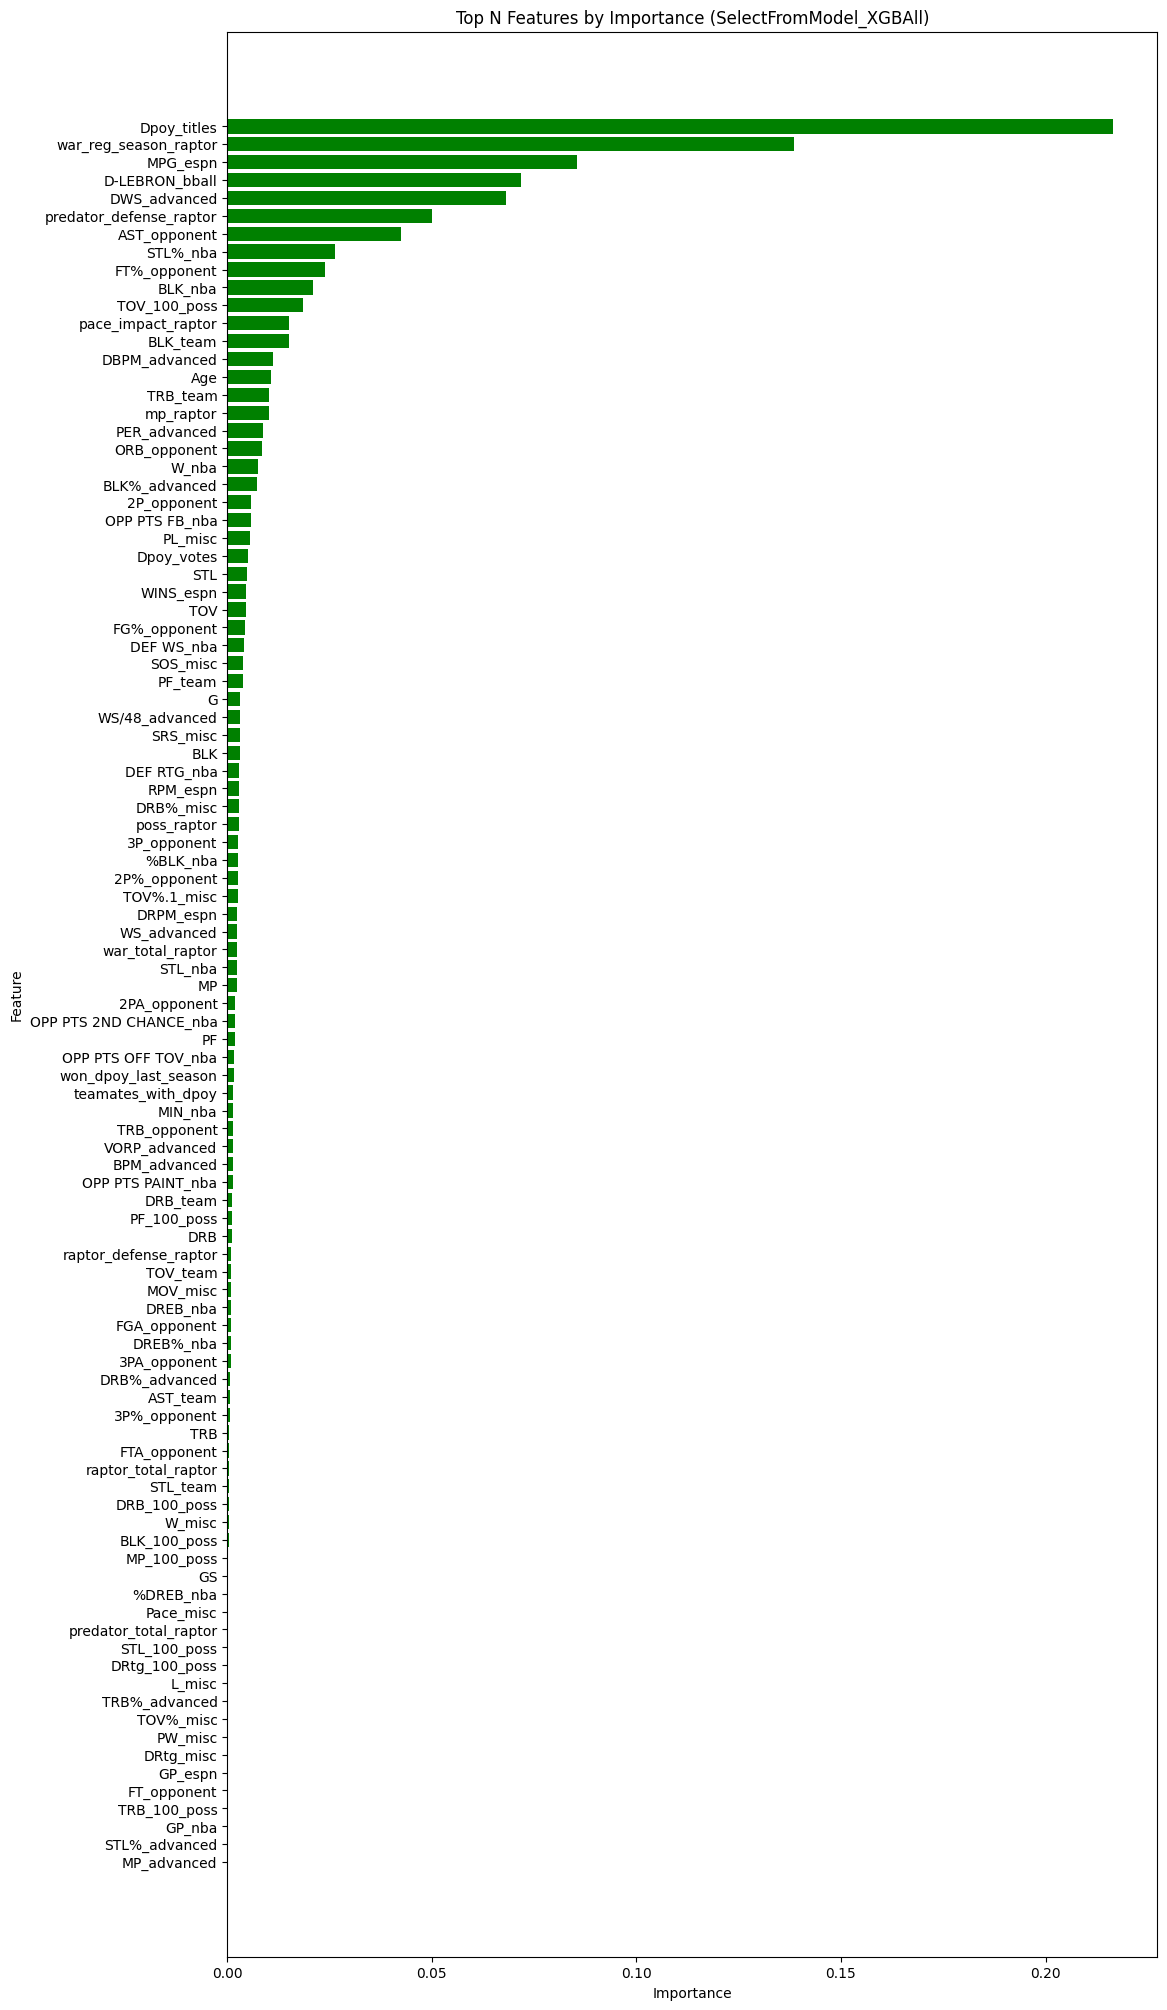 Top N Features by Importance (SelectFromModel_XGBAll)
Dpoy_titles
war_reg_season_raptor
MPG_espn
D-LEBRON_bball
DWS_advanced
predator_defense_raptor
AST_opponent
STL%_nba
FT%_opponent
BLK_nba
TOV_100_poss
pace_impact_raptor
BLK_team
DBPM_advanced
Age
TRB_team
mp_raptor
PER_advanced
ORB_opponent
W_nba
BLK%_advanced
2P_opponent
OPP PTS FB_nba
PL_misc
Dpoy_votes
STL
WINS_espn
TOV
FG%_opponent
DEF WS_nba
SOS_misc
PF_team
G
WS/48_advanced
SRS_misc
BLK
DEF RTG_nba
RPM_espn
DRB%_misc
poss_raptor
3P_opponent
%BLK_nba
2P%_opponent
TOV%.1_misc
DRPM_espn
WS_advanced
war_total_raptor
STL_nba
MP
2PA_opponent
OPP PTS 2ND CHANCE_nba
PF
OPP PTS OFF TOV_nba
won_dpoy_last_season
teamates_with_dpoy
MIN_nba
TRB_opponent
VORP_advanced
BPM_advanced
OPP PTS PAINT_nba
DRB_team
PF_100_poss
DRB
raptor_defense_raptor
TOV_team
MOV_misc
DREB_nba
FGA_opponent
DREB%_nba
3PA_opponent
DRB%_advanced
AST_team
3P%_opponent
TRB
FTA_opponent
raptor_total_raptor
STL_team
DRB_100_poss
W_misc
BLK_100_poss
MP_100_poss
GS
%DREB_nba
Pace_misc
predator_total_raptor
STL_100_poss
DRtg_100_poss
L_misc
TRB%_advanced
TOV%_misc
PW_misc
DRtg_misc
GP_espn
FT_opponent
TRB_100_poss
GP_nba
STL%_advanced
MP_advanced
Feature
0.00 0.05 0.10 0.15 0.20
Importance